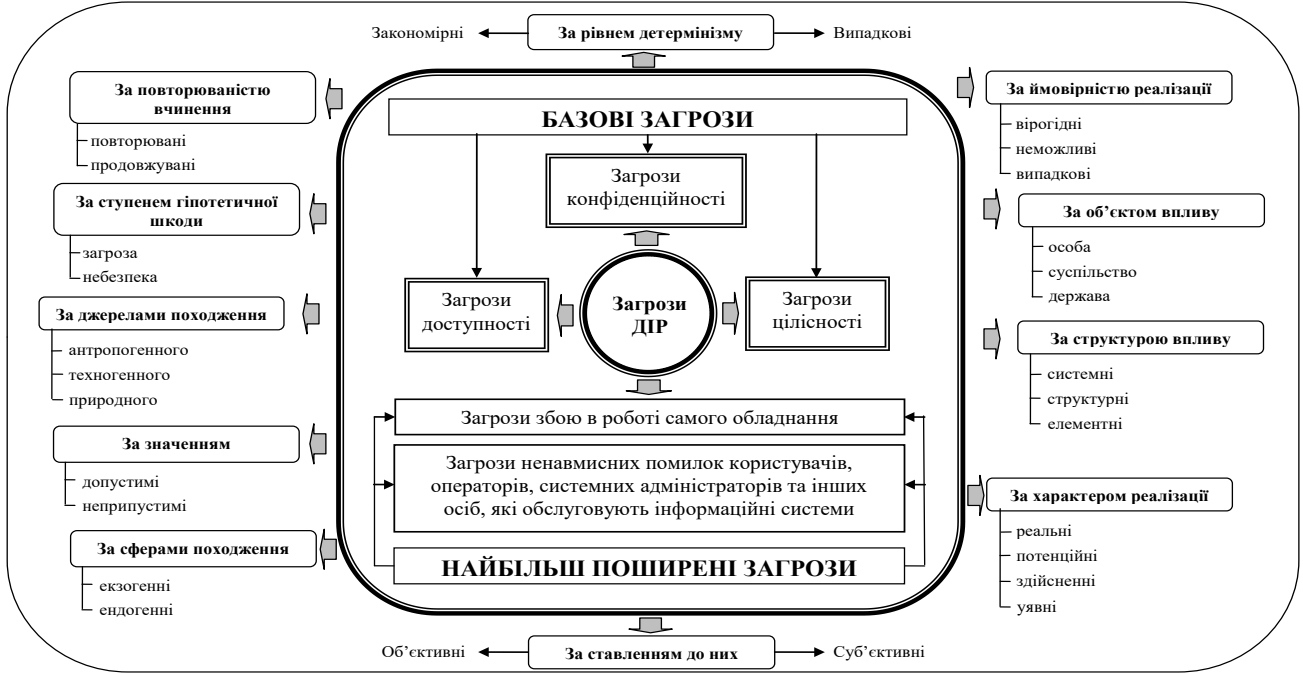 Закономірні
За рівнем детермінізму
Випадкові
За повторюваністю
вчинення
повторювані
продовжувані
За ступенем гіпотетичної
шкоди
загроза
небезпека
За джерелами походження
антропогенного
техногенного
природного
За значенням
допустимі
неприпустимі
За сферами походження
екзогенні
ендогенні
БАЗОВІ ЗАГРОЗИ
Загрози
конфіденційності
Загрози
доступності
Загрози
ДІР
Загрози
цілісності
Загрози збою в роботі самого обладнання
Загрози ненавмисних помилок користувачів,
операторів, системних адміністраторів та інших
осіб, які обслуговують інформаційні системи
НАЙБІЛЬШ ПОШИРЕНІ ЗАГРОЗИ
За ймовірністю реалізації
вірогідні
неможливі
випадкові
За об’єктом впливу
особа
суспільство
держава
За структурою впливу
системні
структурні
елементні
За характером реалізації
реальні
потенційні
здійсненні
уявні
Об’єктивні
За ставленням до них
Суб’єктивні